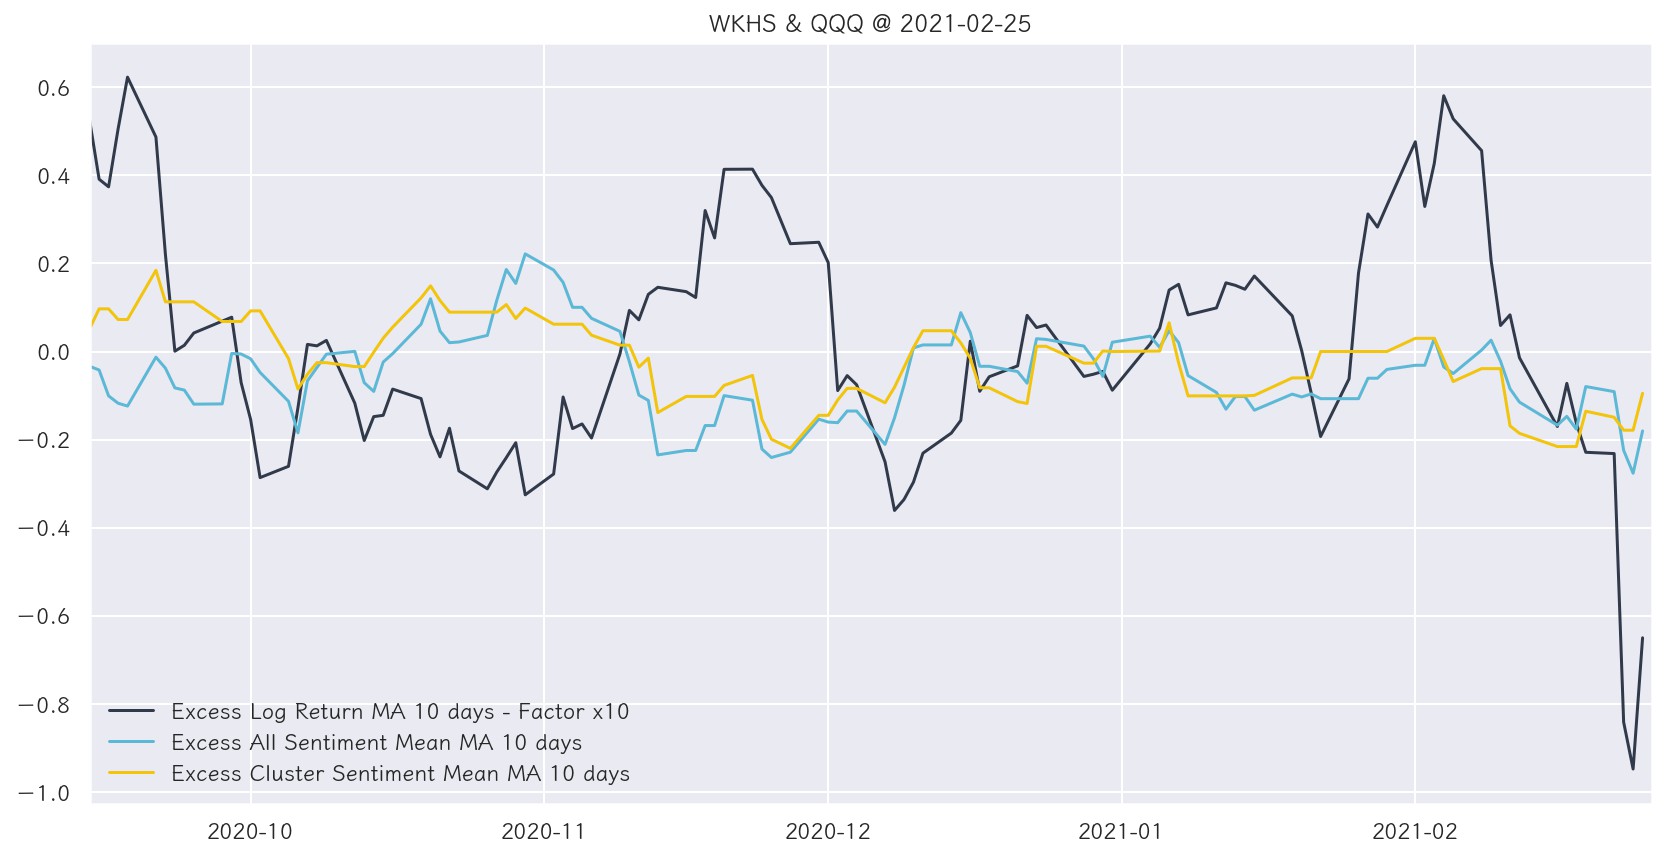 WKHS & QQQ @ 2021-02-25
0.6
0.4
0.2
0.0
−0.2
−0.4
−0.6
−0.8
−1.0
Excess Log Return MA 10 days - Factor x10
Excess All Sentiment Mean MA 10 days
Excess Cluster Sentiment Mean MA 10 days
2020-10 2020-11 2020-12 2021-01 2021-02